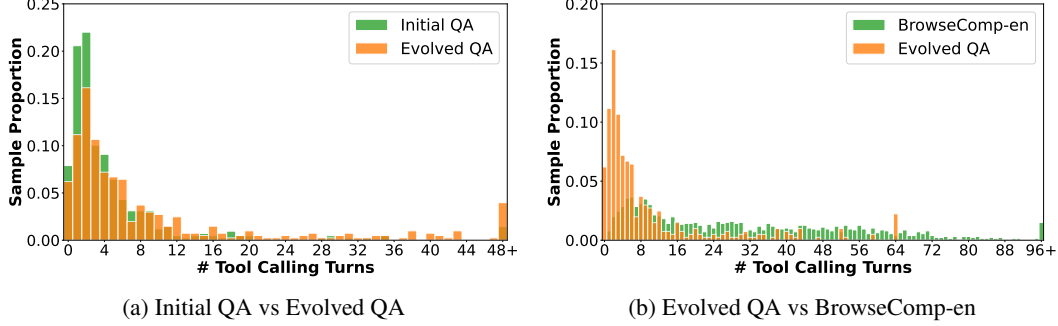 0.25
0.20
0.15
0.10
0.05
0.00
Sample Proportion
Initial QA
Evolved QA
0 4 8 12 16 20 24 28 32 36 40 44 48+
# Tool Calling Turns
(a) Initial QA vs Evolved QA
0.20
0.15
0.10
0.05
0.00
Sample Proportion
BrowseComp-en
Evolved QA
0 8 16 24 32 40 48 56 64 72 80 88 96+
# Tool Calling Turns
(b) Evolved QA vs BrowseComp-en